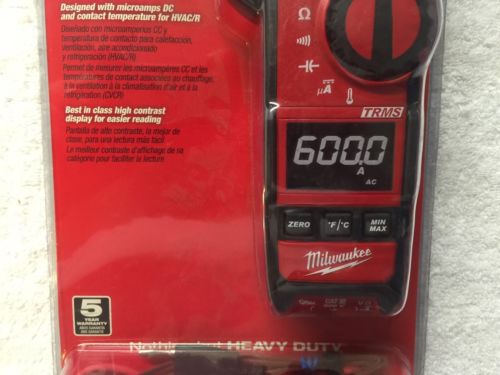 Designed with microamps DC
and contact temperature for HVAC/R
Diseñado con microamperios CC y
temperatura de contacto para calefacción,
ventilación, aire acondicionado
y refrigeración (HVAC/R)
Permet de mesurer les microampères CC et les
températures de contact associées au chauffage,
à la ventilation à la climatisation d'air et à la
réfrigération (CVCR)
Best in class high contrast
display for easier reading
Pantalla de alto contraste, la mejor de
clase, para una lectura más fácil
Le meilleur contraste d'affichage de na
catégorie pour faciliter la lecture
Ω
µA
TRMS
600.0
A
AC
ZERO
°F/°C
MIN
MAX
Milwaukee
5
YEAR
WARRANTY
HEAVY DUTY